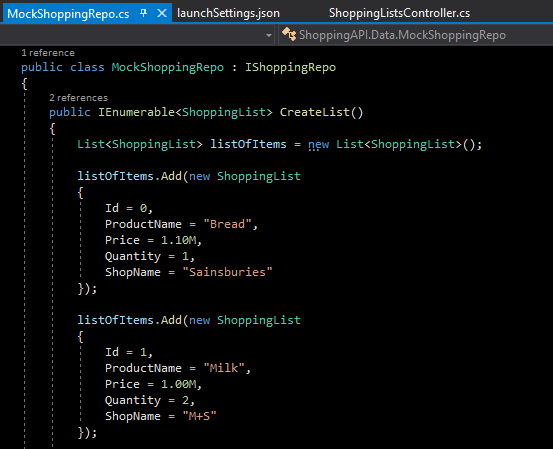 MockShoppingRepo.cs launchSettings.json ShoppingListsController.cs
ShoppingAPI.Data.MockShoppingRepo
1 reference
public class MockShoppingRepo : IShoppingRepo
{
2 references
public IEnumerable<ShoppingList> CreateList()
{
List<ShoppingList> listOfItems = new List<ShoppingList>();
listOfItems.Add(new ShoppingList
{
Id = 0,
ProductName = "Bread",
Price = 1.10M,
Quantity = 1,
ShopName = "Sainsburies"
});
listOfItems.Add(new ShoppingList
{
Id = 1,
ProductName = "Milk",
Price = 1.00M,
Quantity = 2,
ShopName = "M+S"
});